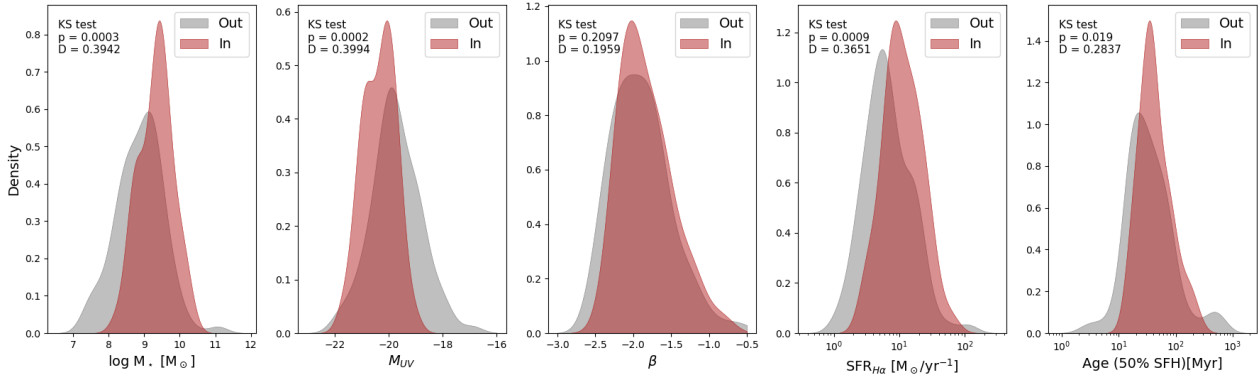 Density
0.0
0.1
0.2
0.3
0.4
0.5
0.6
0.7
0.8
KS test
p = 0.0003
D = 0.3942
Out
In
7 8 9 10 11 12
log M⋆ [M⊙]
0.0
0.1
0.2
0.3
0.4
0.5
0.6
KS test
p = 0.0002
D = 0.3994
Out
In
−22 −20 −18 −16
M_UV
0.0
0.2
0.4
0.6
0.8
1.0
1.2
KS test
p = 0.2097
D = 0.1959
Out
In
−3.0 −2.5 −2.0 −1.5 −1.0 −0.5
β
0.0
0.2
0.4
0.6
0.8
1.0
1.2
KS test
p = 0.0009
D = 0.3651
Out
In
10⁰ 10¹ 10²
SFR_Hα [M⊙/yr⁻¹]
0.0
0.2
0.4
0.6
0.8
1.0
1.2
1.4
1.6
KS test
p = 0.019
D = 0.2837
Out
In
10⁰ 10¹ 10² 10³
Age (50% SFH)[Myr]